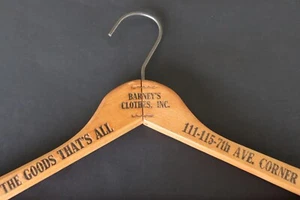 BARNEY'S
CLOTHES, INC.
THE GOODS THAT'S ALL
111-115-7th AVE. CORNER